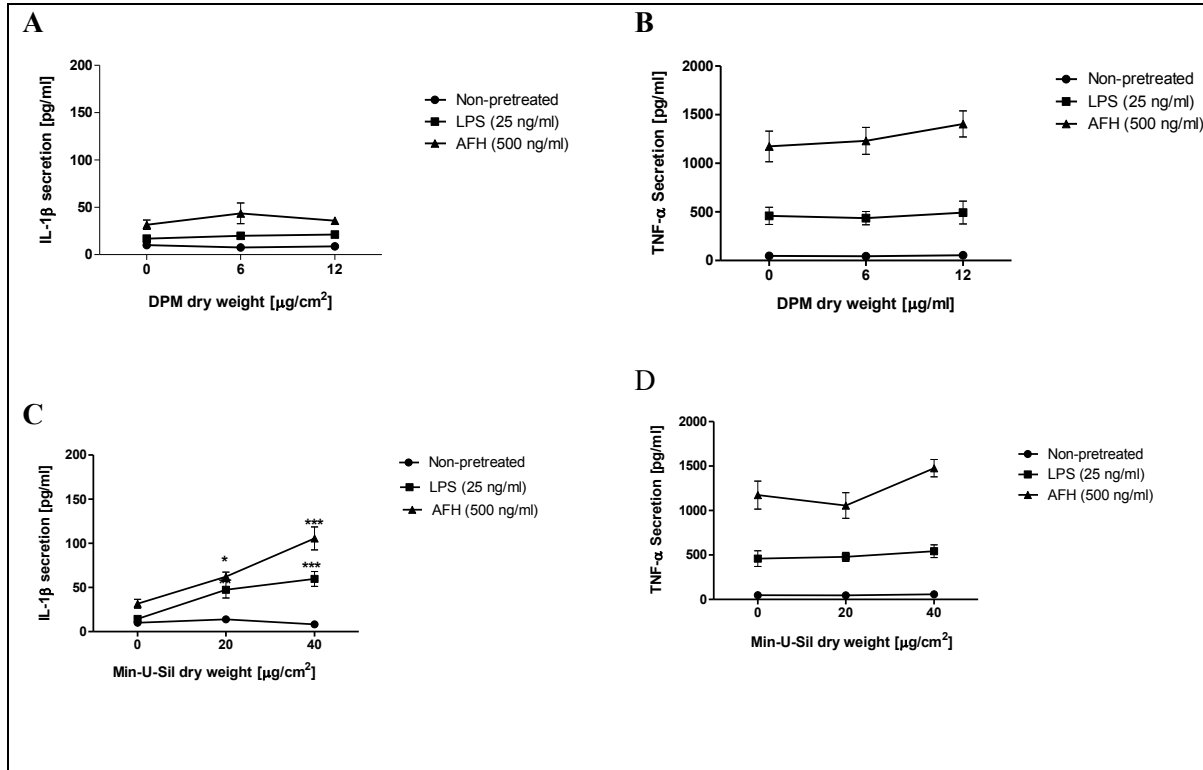 A
IL-1β secretion [pg/ml]
200
150
100
50
0
0 6 12
DPM dry weight [µg/cm²]
Non-pretreated
LPS (25 ng/ml)
AFH (500 ng/ml)
B
TNF-α Secretion [pg/ml]
2000
1500
1000
500
0
0 6 12
DPM dry weight [µg/ml]
Non-pretreated
LPS (25 ng/ml)
AFH (500 ng/ml)
C
IL-1β secretion [pg/ml]
200
150
100
50
0
***
*
***
*
0 20 40
Min-U-Sil dry weight [µg/cm²]
Non-pretreated
LPS (25 ng/ml)
AFH (500 ng/ml)
D
TNF-α Secretion [pg/ml]
2000
1500
1000
500
0
0 20 40
Min-U-Sil dry weight [µg/cm²]
Non-pretreated
LPS (25 ng/ml)
AFH (500 ng/ml)